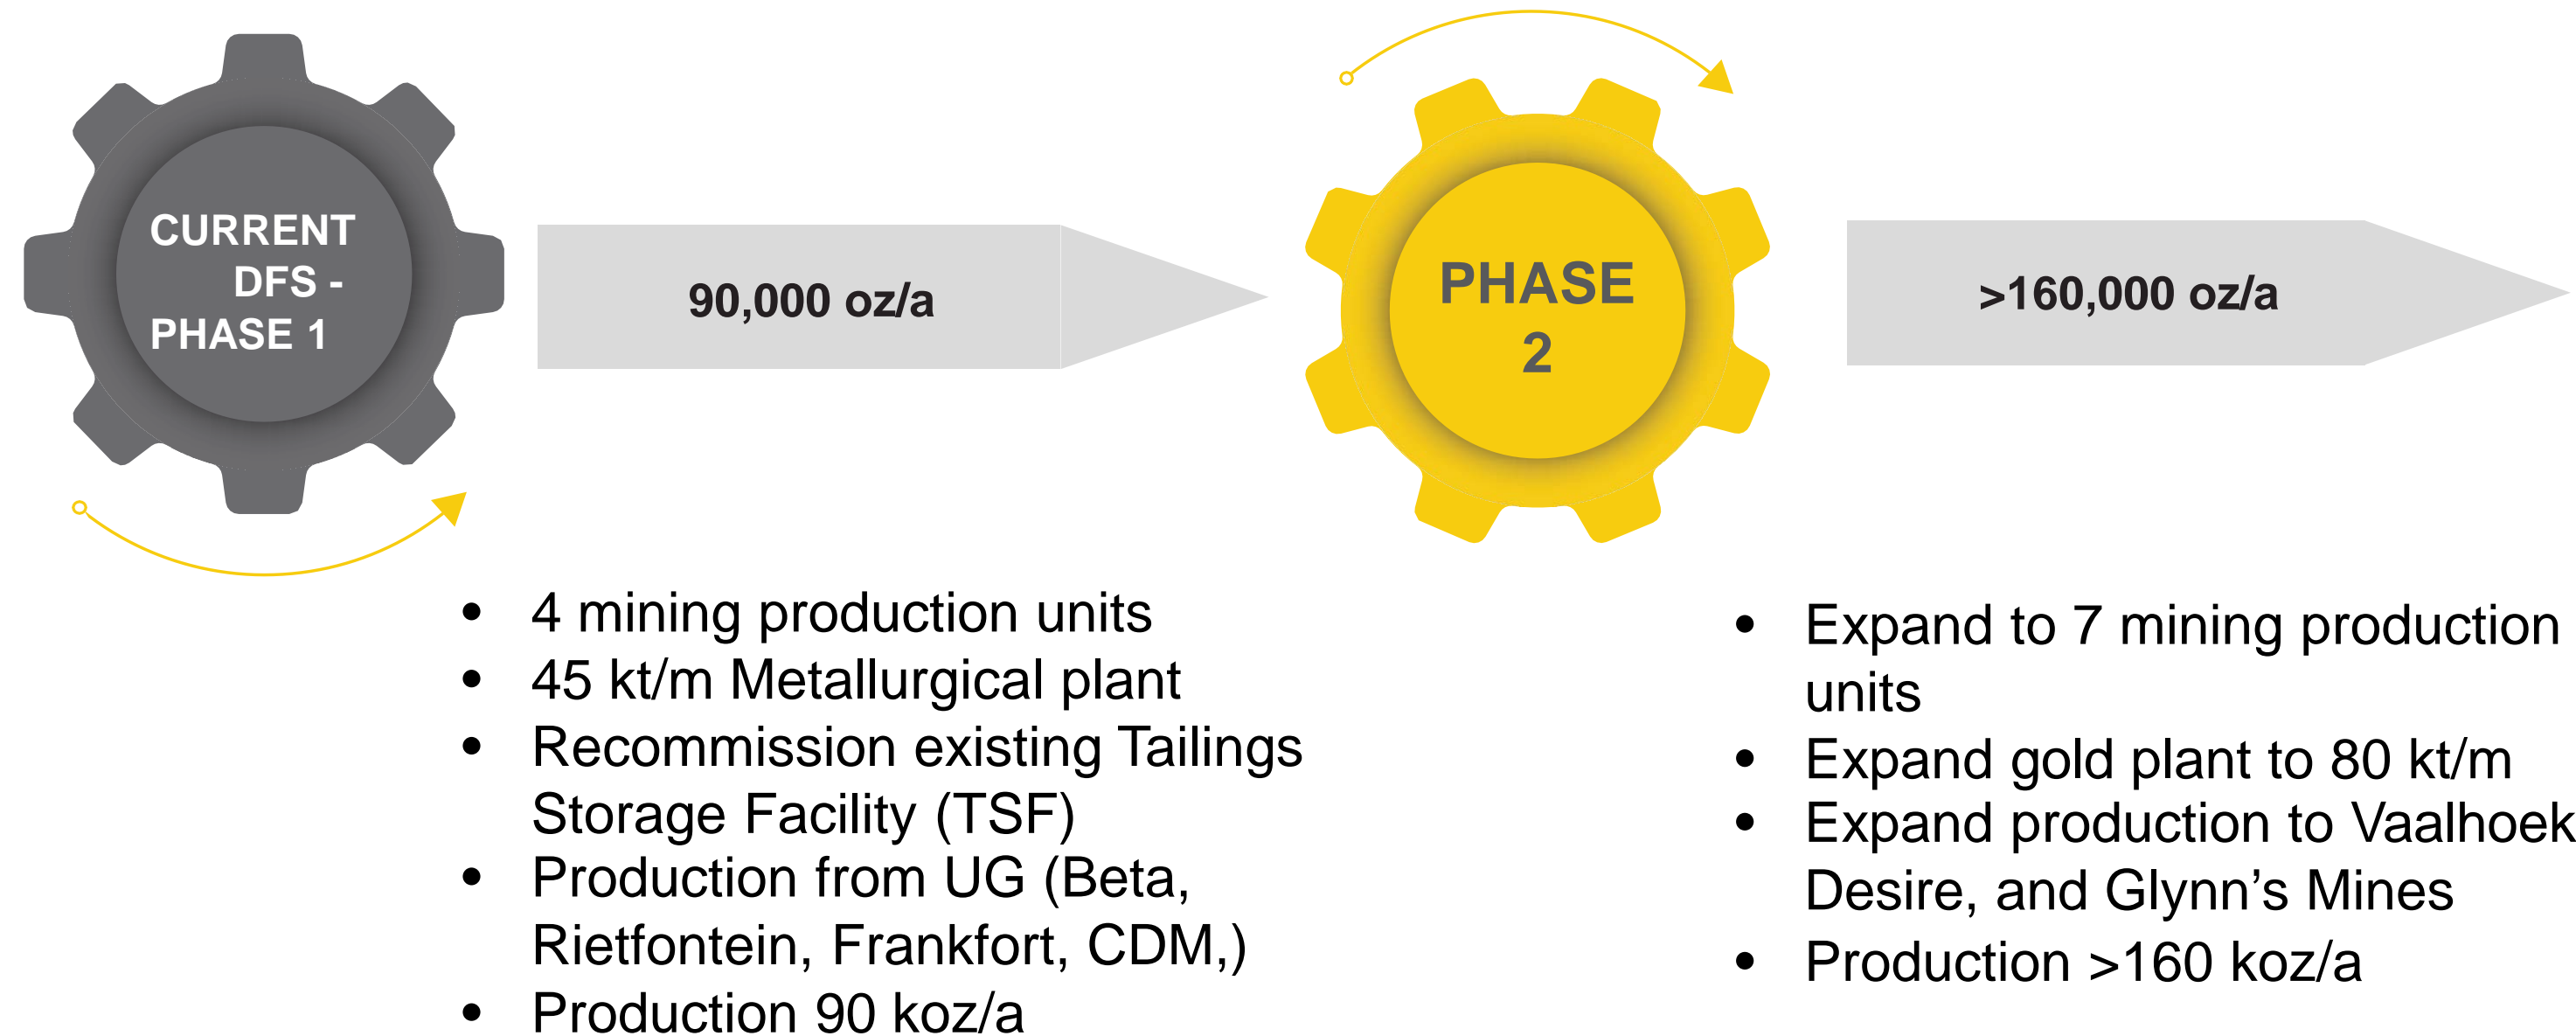 CURRENT
DFS -
PHASE 1
90,000 oz/a
PHASE
2
>160,000 oz/a
• 4 mining production units
• 45 kt/m Metallurgical plant
• Recommission existing Tailings
Storage Facility (TSF)
• Production from UG (Beta,
Rietfontein, Frankfort, CDM,)
• Production 90 koz/a
• Expand to 7 mining production
units
• Expand gold plant to 80 kt/m
• Expand production to Vaalhoek
Desire, and Glynn’s Mines
• Production >160 koz/a